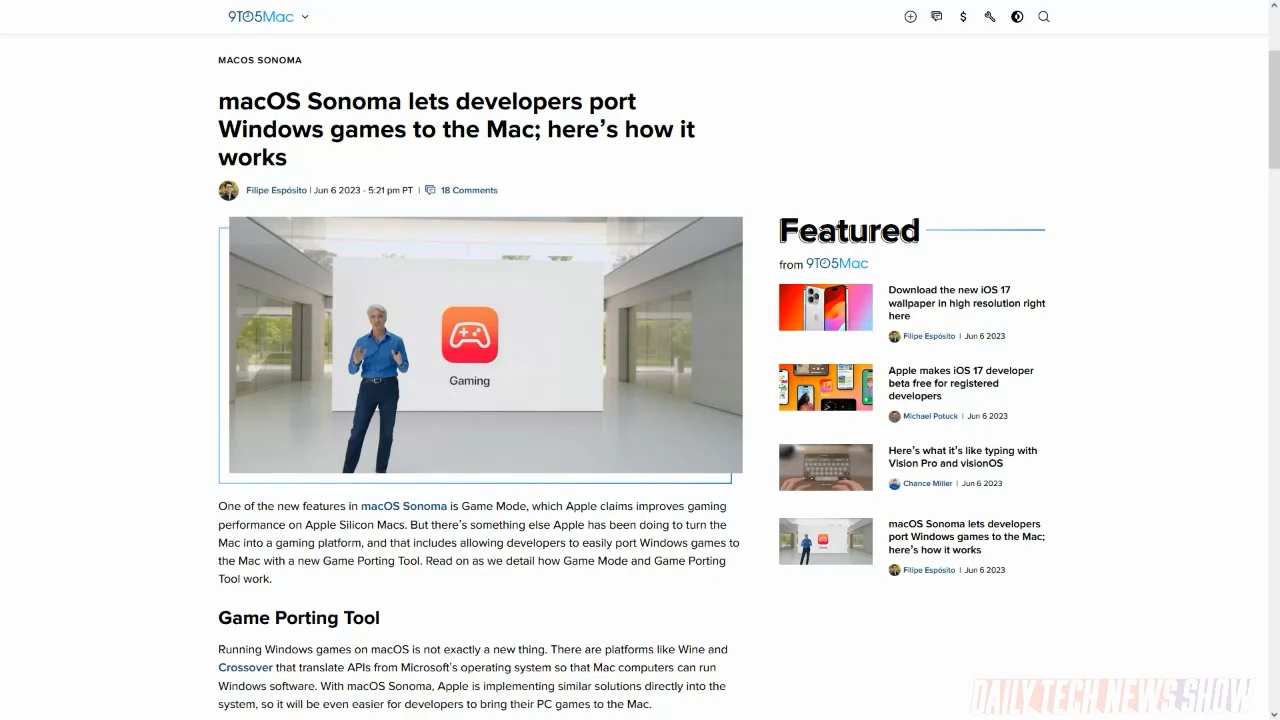 9TO5Mac
MACOS SONOMA
macOS Sonoma lets developers port
Windows games to the Mac; here's how it
works
Filipe Espósito | Jun 6 2023 - 5:21 pm PT | 18 Comments
Gaming
One of the new features in macOS Sonoma is Game Mode, which Apple claims improves gaming
performance on Apple Silicon Macs. But there's something else Apple has been doing to turn the
Mac into a gaming platform, and that includes allowing developers to easily port Windows games to
the Mac with a new Game Porting Tool. Read on as we detail how Game Mode and Game Porting
Tool work.
Game Porting Tool
Running Windows games on macOS is not exactly a new thing. There are platforms like Wine and
Crossover that translate APIs from Microsoft's operating system so that Mac computers can run
Windows software. With macOS Sonoma, Apple is implementing similar solutions directly into the
system, so it will be even easier for developers to bring their PC games to the Mac.
Featured
from 9TO5Mac
Download the new iOS 17
wallpaper in high resolution right
here
Filipe Espósito | Jun 6 2023
Apple makes iOS 17 developer
beta free for registered
developers
Michael Potuck | Jun 6 2023
Here's what it's like typing with
Vision Pro and visionOS
Chance Miller | Jun 6 2023
macOS Sonoma lets developers
port Windows games to the Mac;
here's how it works
Filipe Espósito | Jun 6 2023
DAILY TECH NEWS SHOW